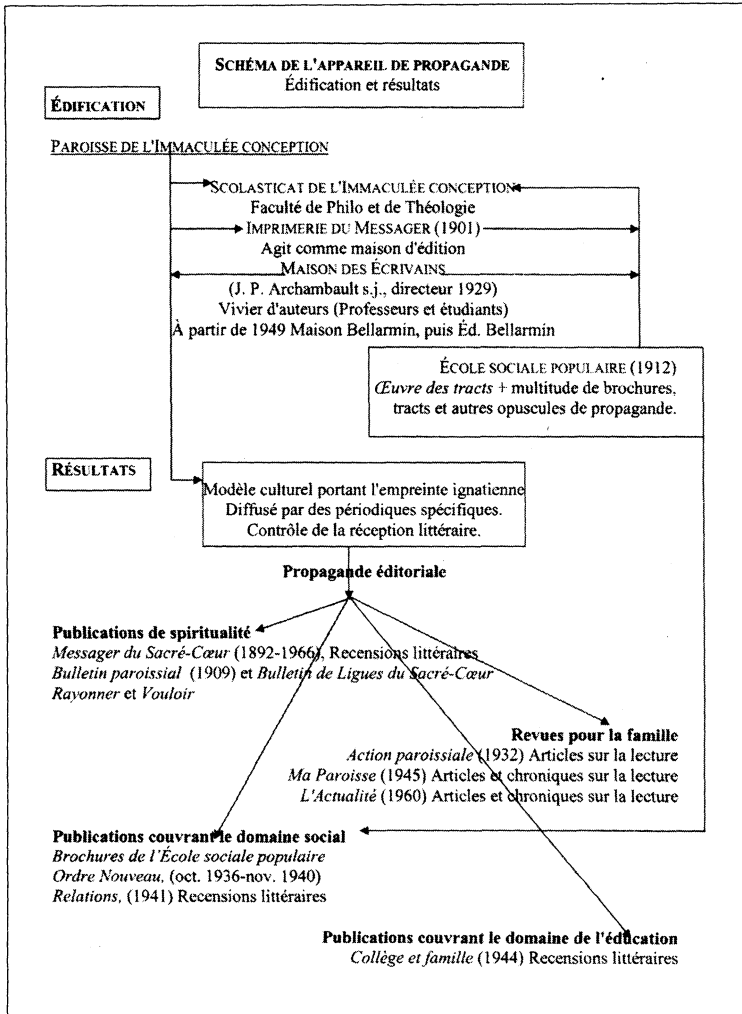 SCHÉMA DE L'APPAREIL DE PROPAGANDE
Édification et résultats
ÉDIFICATION
PAROISSE DE L'IMMACULÉE CONCEPTION
SCOLASTICAT DE L'IMMACULÉE CONCEPTION
Faculté de Philo et de Théologie
IMPRIMERIE DU MESSAGER (1901)
Agit comme maison d'édition
MAISON DES ÉCRIVAINS
(J. P. Archambault s.j., directeur 1929)
Vivier d'auteurs (Professeurs et étudiants)
À partir de 1949 Maison Bellarmin, puis Éd. Bellarmin
ÉCOLE SOCIALE POPULAIRE (1912)
Œuvre des tracts + multitude de brochures,
tracts et autres opuscules de propagande.
RÉSULTATS
Modèle culturel portant l'empreinte ignatienne
Diffusé par des périodiques spécifiques.
Contrôle de la réception littéraire.
Propagande éditoriale
Publications de spiritualité
Messager du Sacré-Cœur (1892-1966), Recensions littéraires
Bulletin paroissial (1909) et Bulletin de Ligues du Sacré-Cœur
Rayonner et Vouloir
Revues pour la famille
Action paroissiale (1932) Articles sur la lecture
Ma Paroisse (1945) Articles et chroniques sur la lecture
L'Actualité (1960) Articles et chroniques sur la lecture
Publications couvrant le domaine social
Brochures de l'École sociale populaire
Ordre Nouveau, (oct. 1936-nov. 1940)
Relations, (1941) Recensions littéraires
Publications couvrant le domaine de l'éducation
Collège et famille (1944) Recensions littéraires